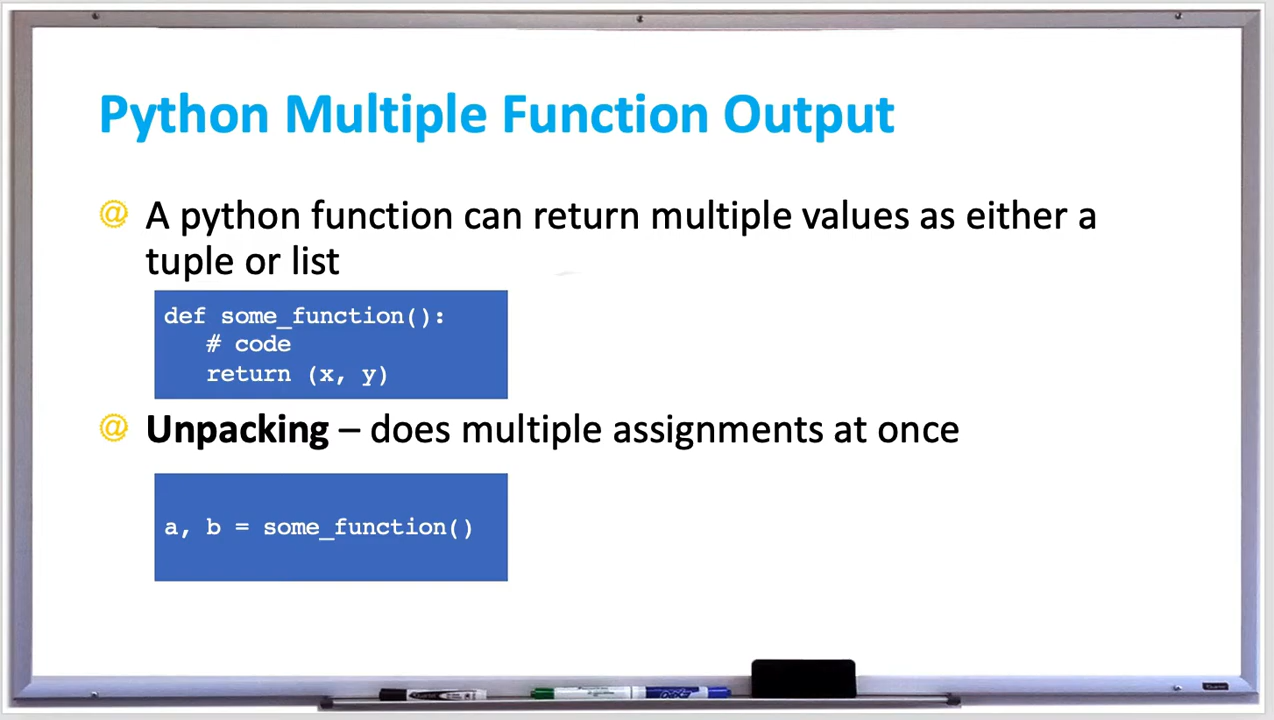 Python Multiple Function Output
@ A python function can return multiple values as either a
tuple or list
def some_function():
   # code
   return (x, y)
@ Unpacking – does multiple assignments at once
a, b = some_function()